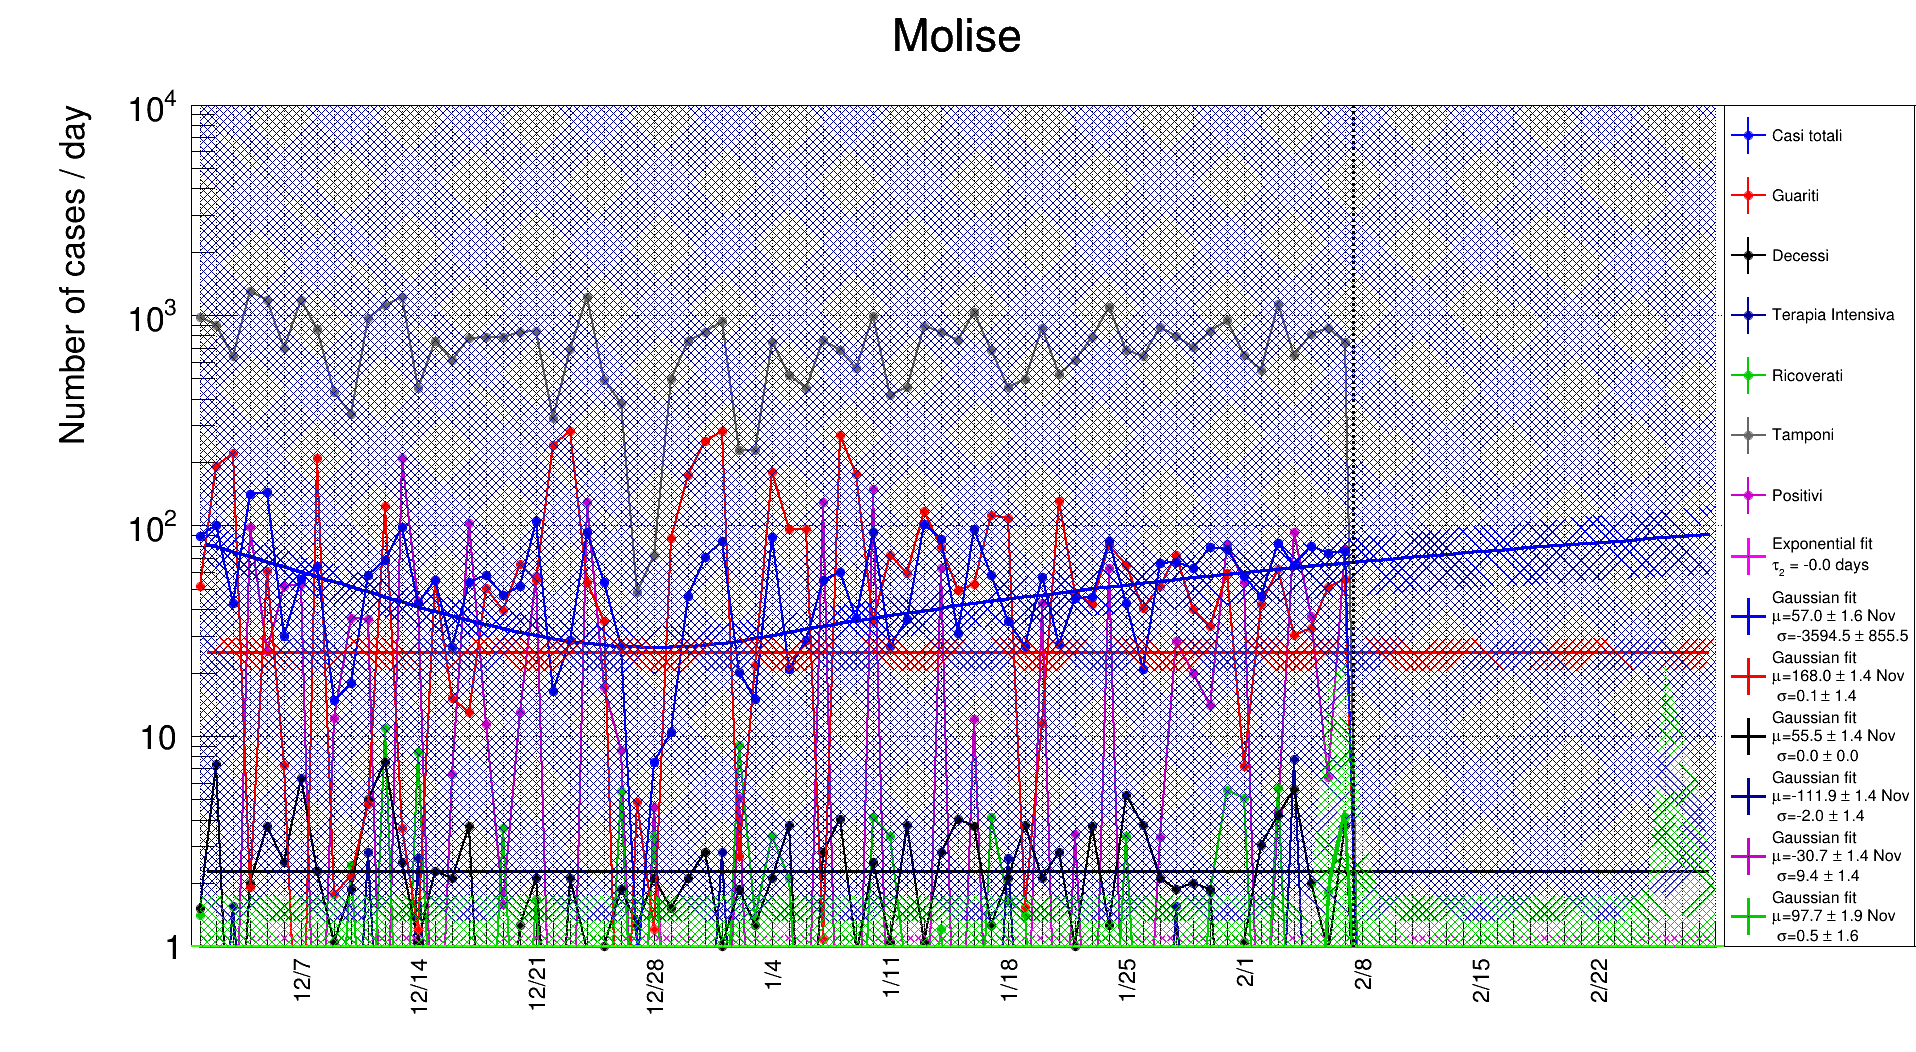 Molise
Number of cases / day
10^4
10^3
10^2
10
1
12/7
12/14
12/21
12/28
1/4
1/11
1/18
1/25
2/1
2/8
2/15
2/22
Casi totali
Guariti
Decessi
Terapia Intensiva
Ricoverati
Tamponi
Positivi
Exponential fit
τ₂ = -0.0 days
Gaussian fit
μ=57.0 ± 1.6 Nov
σ=-3594.5 ± 855.5
Gaussian fit
μ=168.0 ± 1.4 Nov
σ=0.1 ± 1.4
Gaussian fit
μ=55.5 ± 1.4 Nov
σ=0.0 ± 0.0
Gaussian fit
μ=-111.9 ± 1.4 Nov
σ=-2.0 ± 1.4
Gaussian fit
μ=-30.7 ± 1.4 Nov
σ=9.4 ± 1.4
Gaussian fit
μ=97.7 ± 1.9 Nov
σ=0.5 ± 1.6